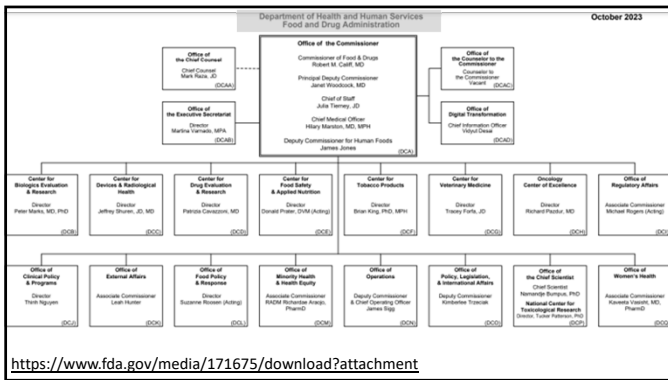 Department of Health and Human Services
Food and Drug Administration
October 2023
Office of the Commissioner
Commissioner of Food & Drugs
Robert M. Califf, MD
Principal Deputy Commissioner
Janet Woodcock, MD
Chief of Staff
Julia Tierney, JD
Chief Medical Officer
Hilary Marston, MD, MPH
Deputy Commissioner for Human Foods
James Jones
(DCA)
Office of
the Chief Counsel
Chief Counsel
Mark Raza, JD
(DCAA)
Office of
the Counselor to the
Commissioner
Counselor to
the Commissioner
Vacant
(DCAC)
Office of
the Executive Secretariat
Director
Martina Varnado, MPA
(DCAB)
Office of
Digital Transformation
Chief Information Officer
Vidyut Desai
(DCAD)
Center for
Biologics Evaluation
& Research
Director
Peter Marks, MD, PhD
(DCB)
Center for
Devices & Radiological
Health
Director
Jeffrey Shuren, JD, MD
(DCC)
Center for
Drug Evaluation
& Research
Director
Patrizia Cavazzoni, MD
(DCD)
Center for
Food Safety
& Applied Nutrition
Director
Donald Prater, DVM (Acting)
(DCE)
Center for
Tobacco Products
Director
Brian King, PhD, MPH
(DCF)
Center for
Veterinary Medicine
Director
Tracey Forfa, JD
(DCG)
Oncology
Center of Excellence
Director
Richard Pazdur, MD
(DCH)
Office of
Regulatory Affairs
Associate Commissioner
Michael Rogers (Acting)
(DCI)
Office of
Clinical Policy
& Programs
Director
Thinh Nguyen
(DCJ)
Office of
External Affairs
Associate Commissioner
Leah Hunter
(DCK)
Office of
Food Policy
& Response
Director
(Acting)
(DCL)
Office of
Minority Health
& Health Equity
Associate Commissioner
RADM Richardae Araojo,
PharmD
(DCM)
Office of
Operations
Deputy Commissioner
& Chief Operating Officer
James Sigg
(DCN)
Office of
Policy, Legislation,
& International Affairs
Deputy Commissioner
Kimberlee Trzeciak
(DCO)
Office of
the Chief Scientist
Chief Scientist
Namandjé Bumpus, PhD
National Center for
Toxicological Research
Director, Tucker Patterson, PhD
(DCP)
Office of
Women's Health
Associate Commissioner
Kaveeta Vasisht, MD,
PharmD
https://www.fda.gov/media/171675/download?attachment